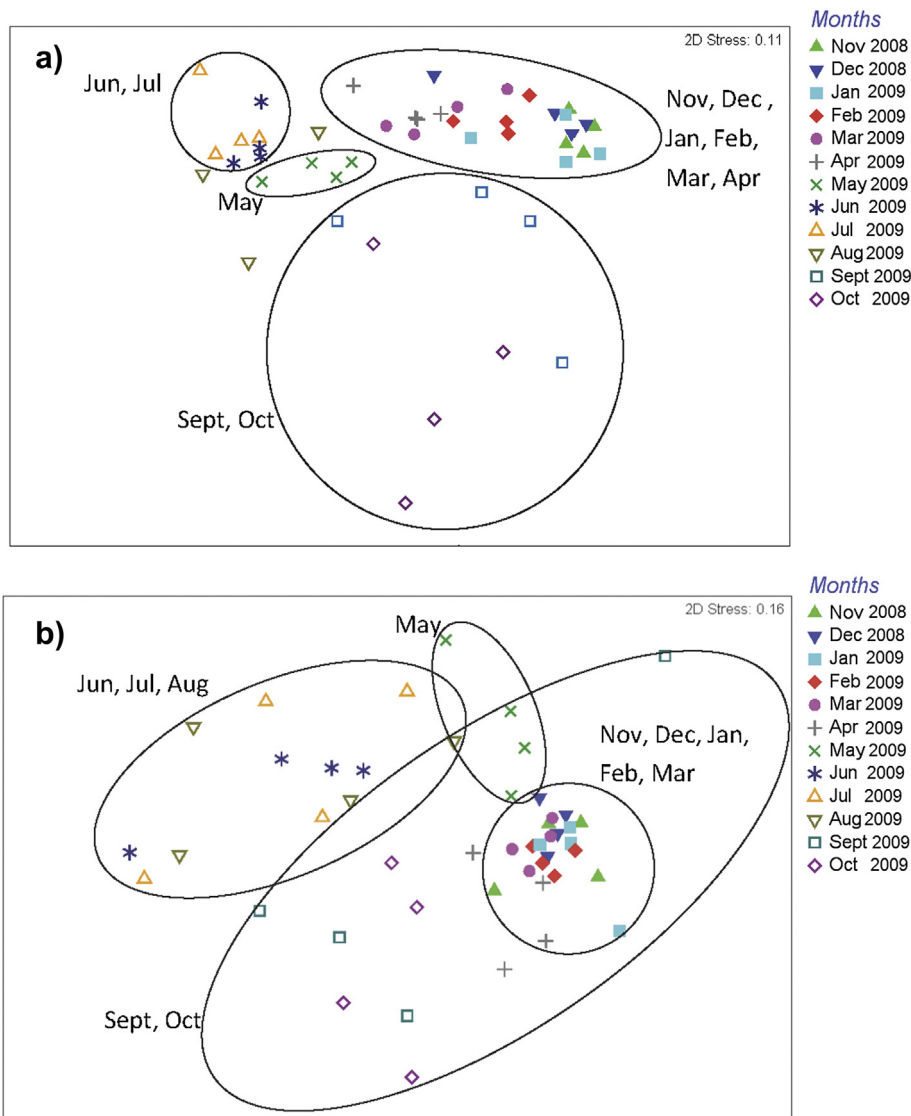 Months
2D Stress: 0.11
a)
Jun, Jul
Nov, Dec ,
Jan, Feb,
Mar, Apr
May
Sept, Oct
Nov 2008
Dec 2008
Jan 2009
Feb 2009
Mar 2009
Apr 2009
May 2009
Jun 2009
Jul 2009
Aug 2009
Sept 2009
Oct 2009
Months
2D Stress: 0.16
b)
May
Jun, Jul, Aug
Nov, Dec, Jan,
Feb, Mar
Sept, Oct
Nov 2008
Dec 2008
Jan 2009
Feb 2009
Mar 2009
Apr 2009
May 2009
Jun 2009
Jul 2009
Aug 2009
Sept 2009
Oct 2009